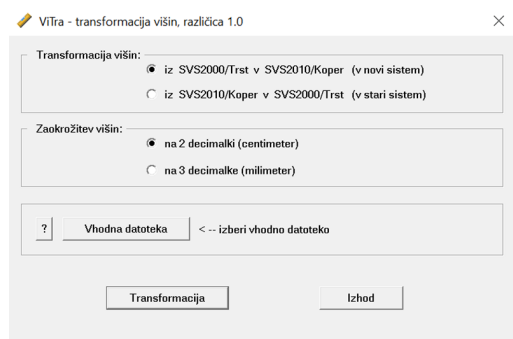 ViTra - transformacija višin, različica 1.0
Transformacija višin:
iz SVS2000/Trst v SVS2010/Koper (v novi sistem)
iz SVS2010/Koper v SVS2000/Trst (v stari sistem)
Zaokrožitev višin:
na 2 decimalki (centimeter)
na 3 decimalke (milimeter)
? Vhodna datoteka < -- izberi vhodno datoteko
Transformacija Izhod